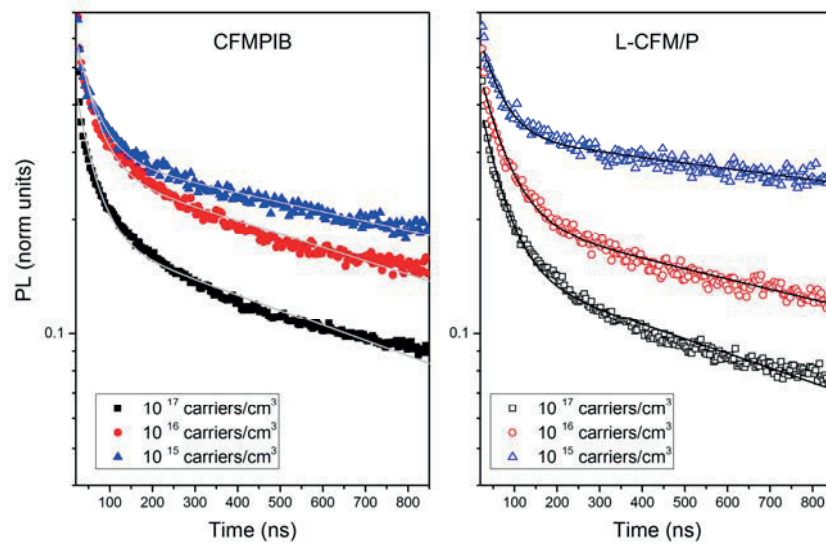 CFMPIB
L-CFM/P
PL (norm units)
0.2
0.1
0.1
10 17 carriers/cm3
10 16 carriers/cm3
10 15 carriers/cm3
10 17 carriers/cm3
10 16 carriers/cm3
10 15 carriers/cm3
100 200 300 400 500 600 700 800
100 200 300 400 500 600 700 800
Time (ns)
Time (ns)